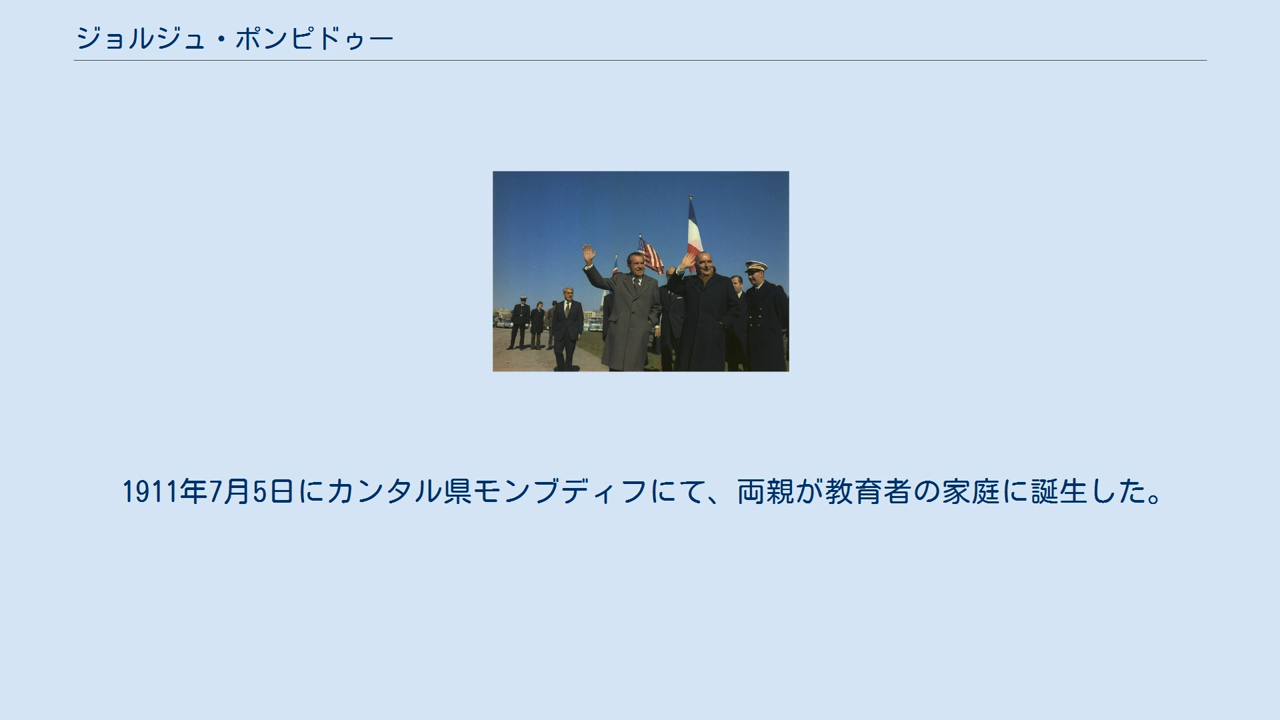 ジョルジュ・ポンピドゥー
1911年7月5日にカンタル県モンブディフにて、両親が教育者の家庭に誕生した。